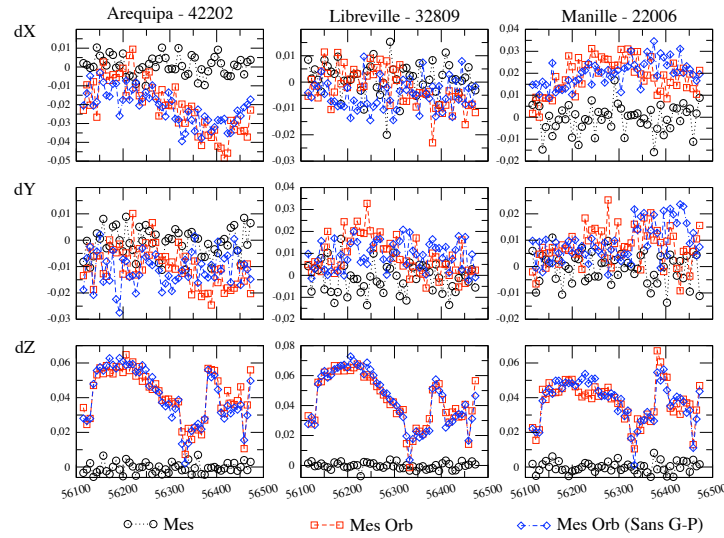 Arequipa - 42202 Libreville - 32809 Manille - 22006
dX
0,01 0 -0,01 -0,02 -0,03 -0,04 -0,05
0,02 0,01 0 -0,01 -0,02 -0,03
0,04 0,03 0,02 0,01 0 -0,01 -0,02
dY
0,01 0 -0,01 -0,02 -0,03
0,04 0,03 0,02 0,01 0 -0,01 -0,02
0,03 0,02 0,01 0 -0,01 -0,02
dZ
0,06 0,04 0,02 0
0,08 0,06 0,04 0,02 0
0,06 0,04 0,02 0
56100 56200 56300 56400 56500 56100 56200 56300 56400 56500 56100 56200 56300 56400 56500
Mes Mes Orb Mes Orb (Sans G-P)